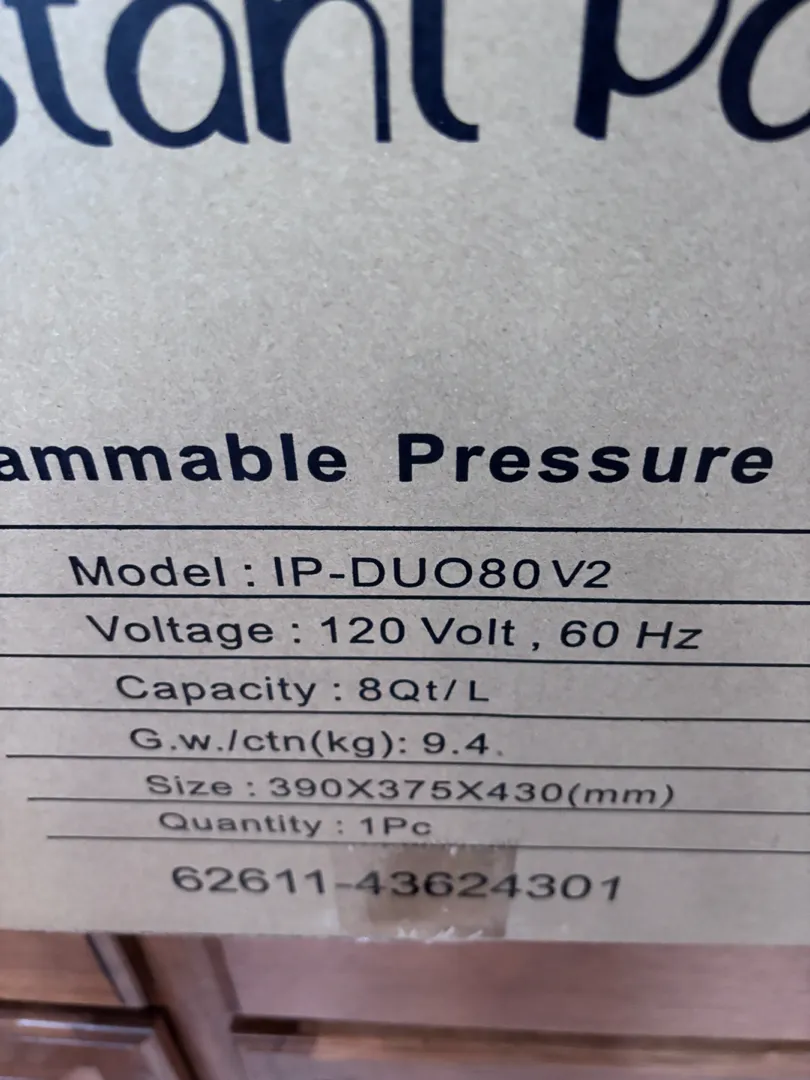 stant Po
ammable Pressure
Model : IP-DUO80 V2
Voltage : 120 Volt , 60 Hz
Capacity : 8Qt/ L
G.w./ctn(kg): 9.4.
Size : 390X375X430(mm)
Quantity : 1Pc
62611-43624301